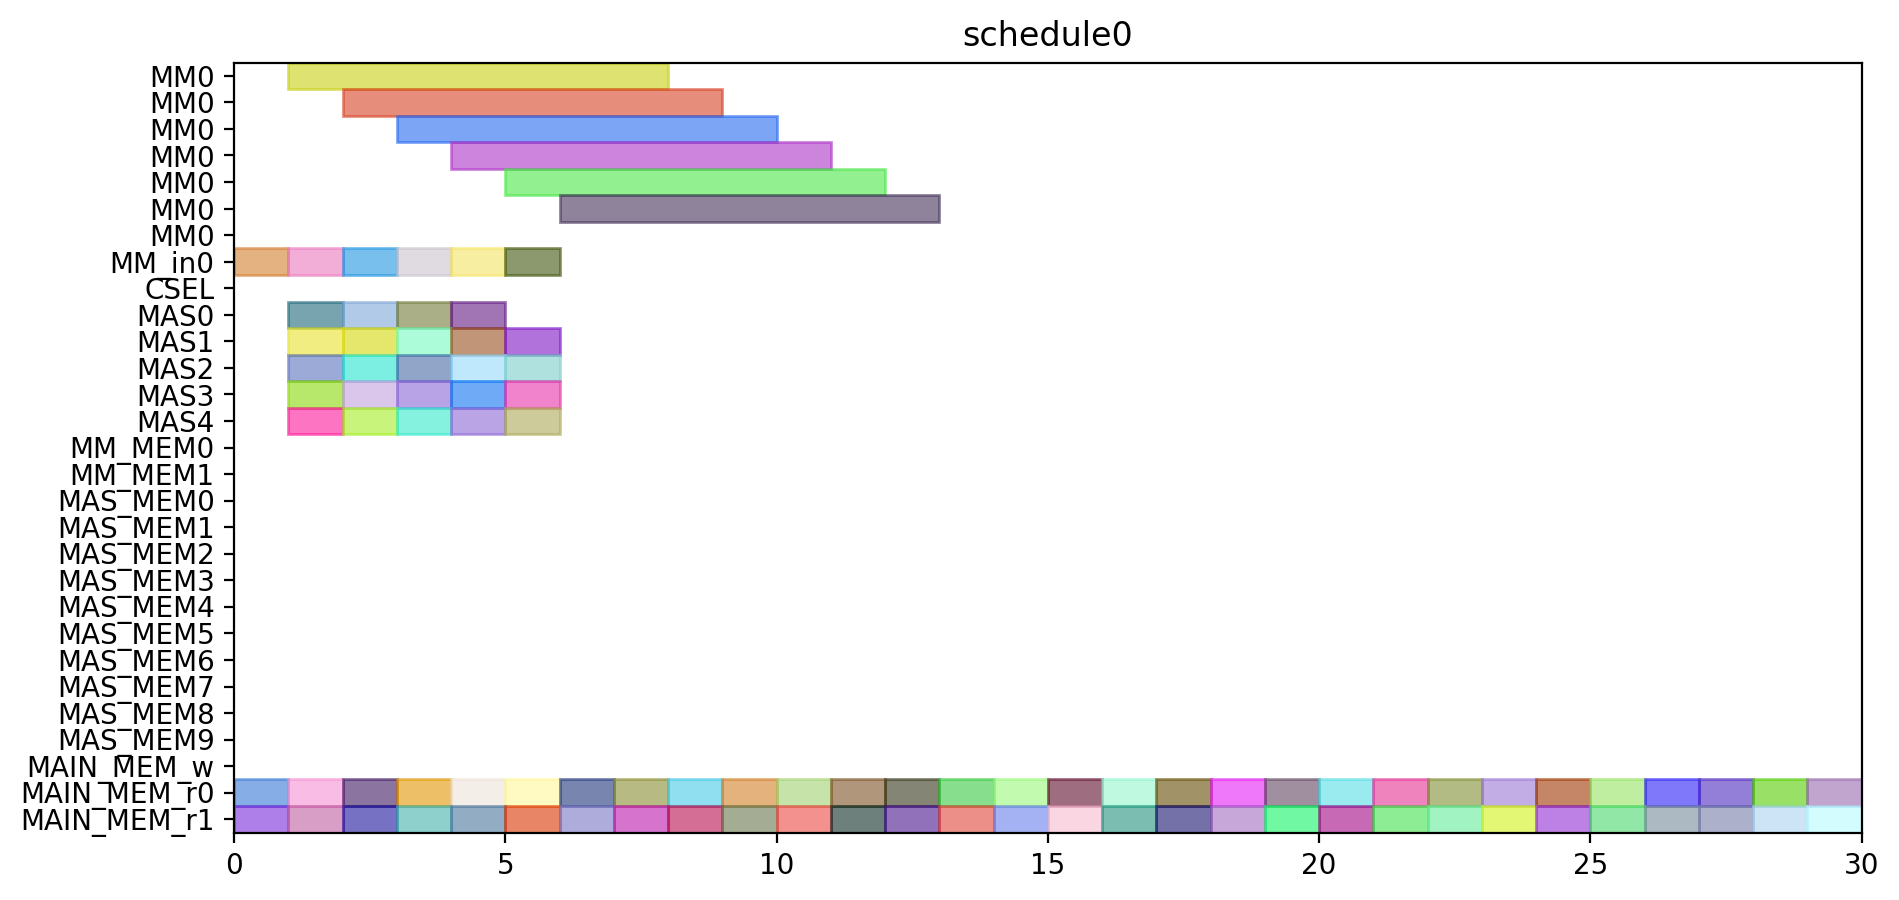 schedule0
MM0
MM0
MM0
MM0
MM0
MM0
MM0
MM_in0
CSEL
MAS0
MAS1
MAS2
MAS3
MAS4
MM_MEM0
MM_MEM1
MAS_MEM0
MAS_MEM1
MAS_MEM2
MAS_MEM3
MAS_MEM4
MAS_MEM5
MAS_MEM6
MAS_MEM7
MAS_MEM8
MAS_MEM9
MAIN_MEM_w
MAIN_MEM_r0
MAIN_MEM_r1
0 5 10 15 20 25 30